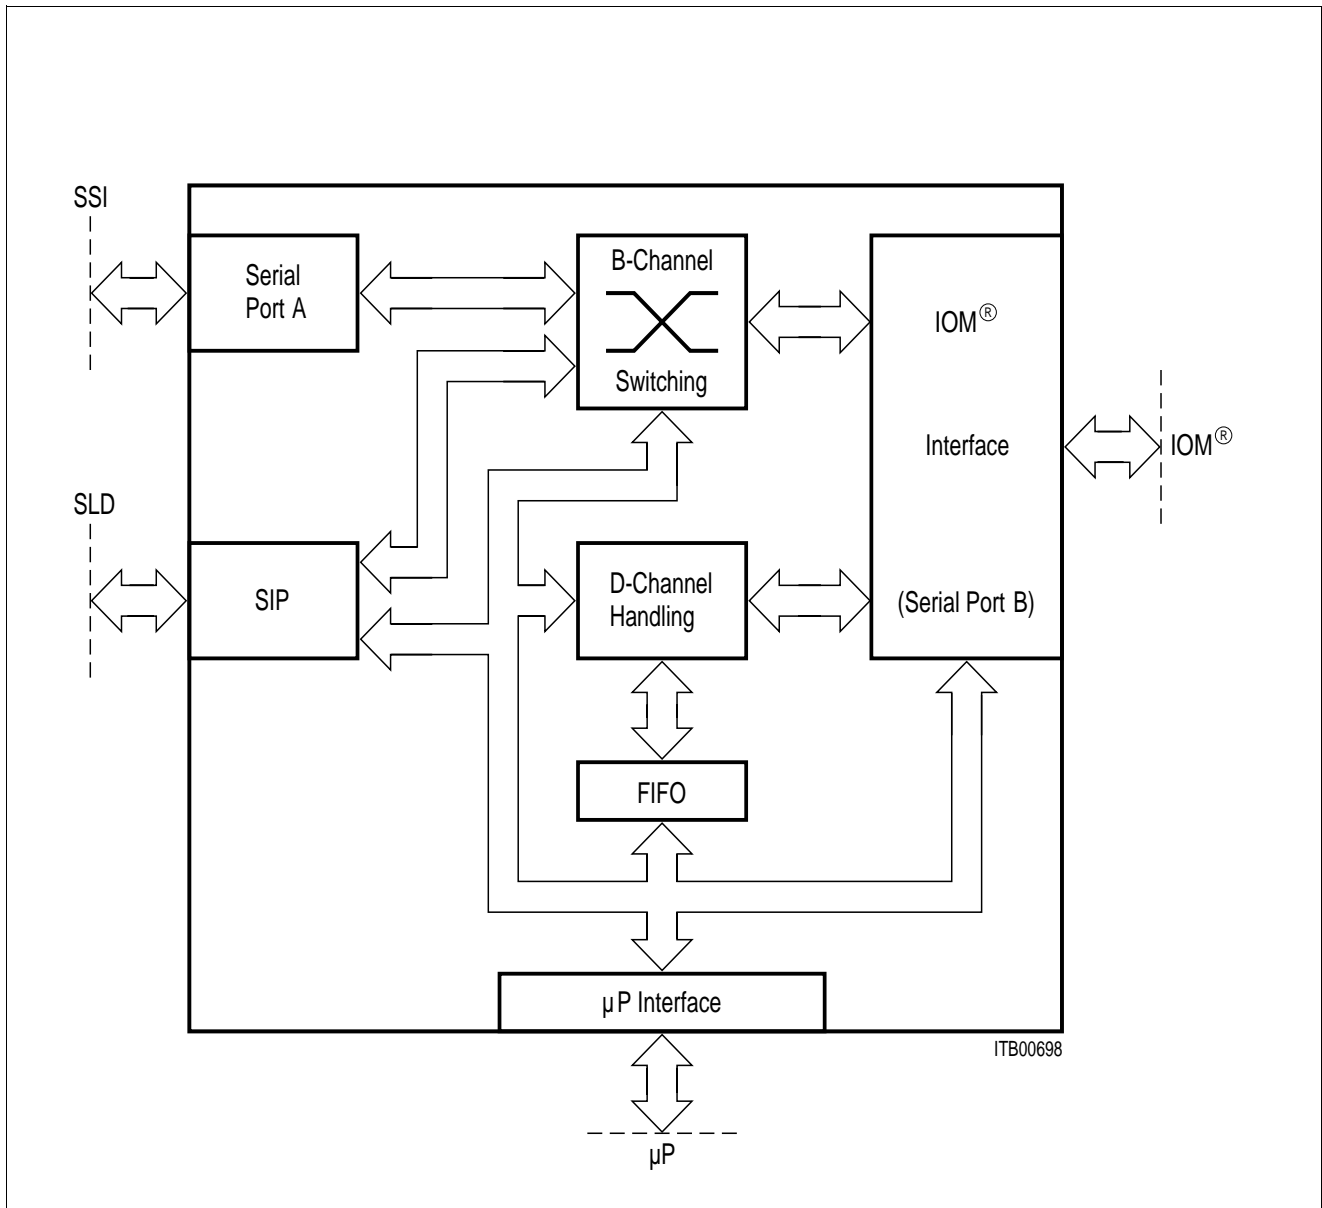 SSI
Serial
Port A
B-Channel
Switching
IOM®
Interface
(Serial Port B)
IOM®
SLD
SIP
D-Channel
Handling
FIFO
µP Interface
ITB00698
µP